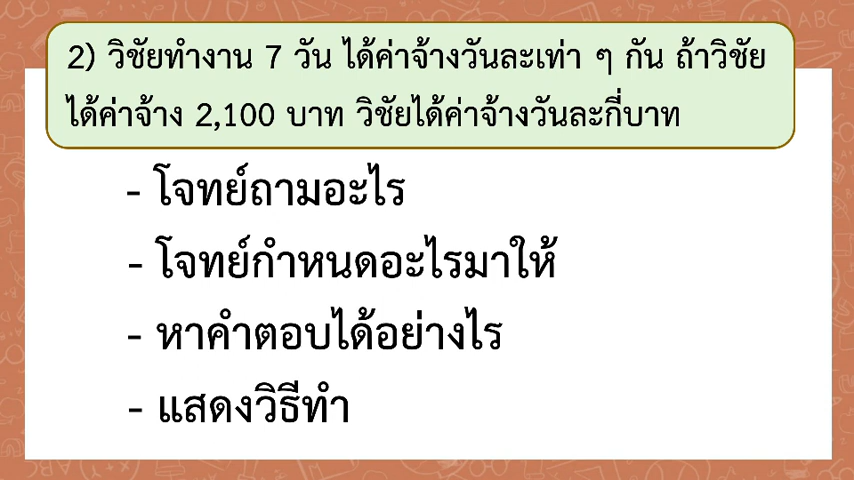 2) วิชัยทำงาน 7 วัน ได้ค่าจ้างวันละเท่า ๆ กัน ถ้าวิชัย
ได้ค่าจ้าง 2,100 บาท วิชัยได้ค่าจ้างวันละกี่บาท
- โจทย์ถามอะไร
- โจทย์กำหนดอะไรมาให้
- หาคำตอบได้อย่างไร
- แสดงวิธีทำ